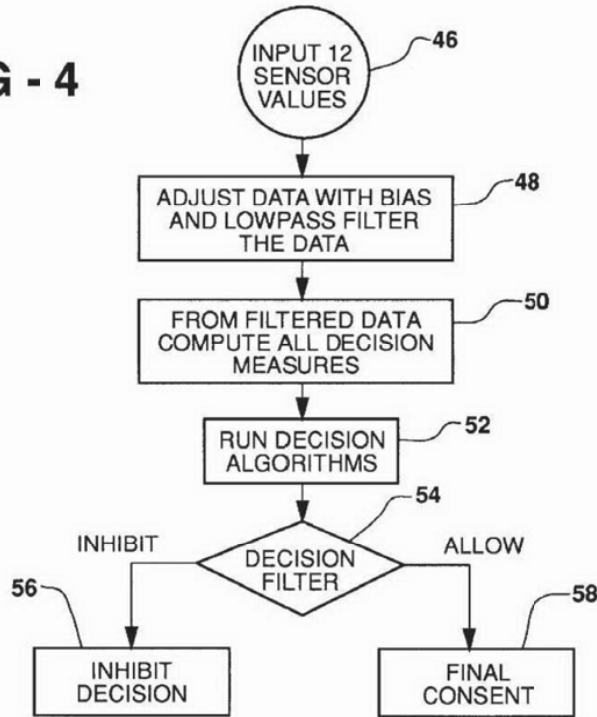 G - 4
INPUT 12
SENSOR
VALUES
46
ADJUST DATA WITH BIAS
AND LOWPASS FILTER
THE DATA
48
FROM FILTERED DATA
COMPUTE ALL DECISION
MEASURES
50
RUN DECISION
ALGORITHMS
52
54
INHIBIT
DECISION
FILTER
ALLOW
56
INHIBIT
DECISION
58
FINAL
CONSENT